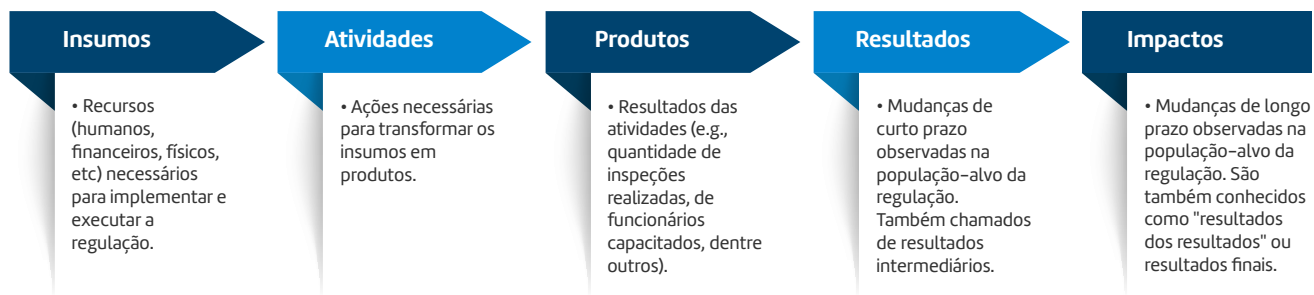 Insumos
• Recursos
(humanos,
financeiros, físicos,
etc) necessários
para implementar e
executar a
regulação.
Atividades
• Ações necessárias
para transformar os
insumos em
produtos.
Produtos
• Resultados das
atividades (e.g.,
quantidade de
inspeções
realizadas, de
funcionários
capacitados, dentre
outros).
Resultados
• Mudanças de
curto prazo
observadas na
população-alvo da
regulação.
Também chamados
de resultados
intermediários.
Impactos
• Mudanças de longo
prazo observadas na
população-alvo da
regulação. São
também conhecidos
como "resultados
dos resultados" ou
resultados finais.